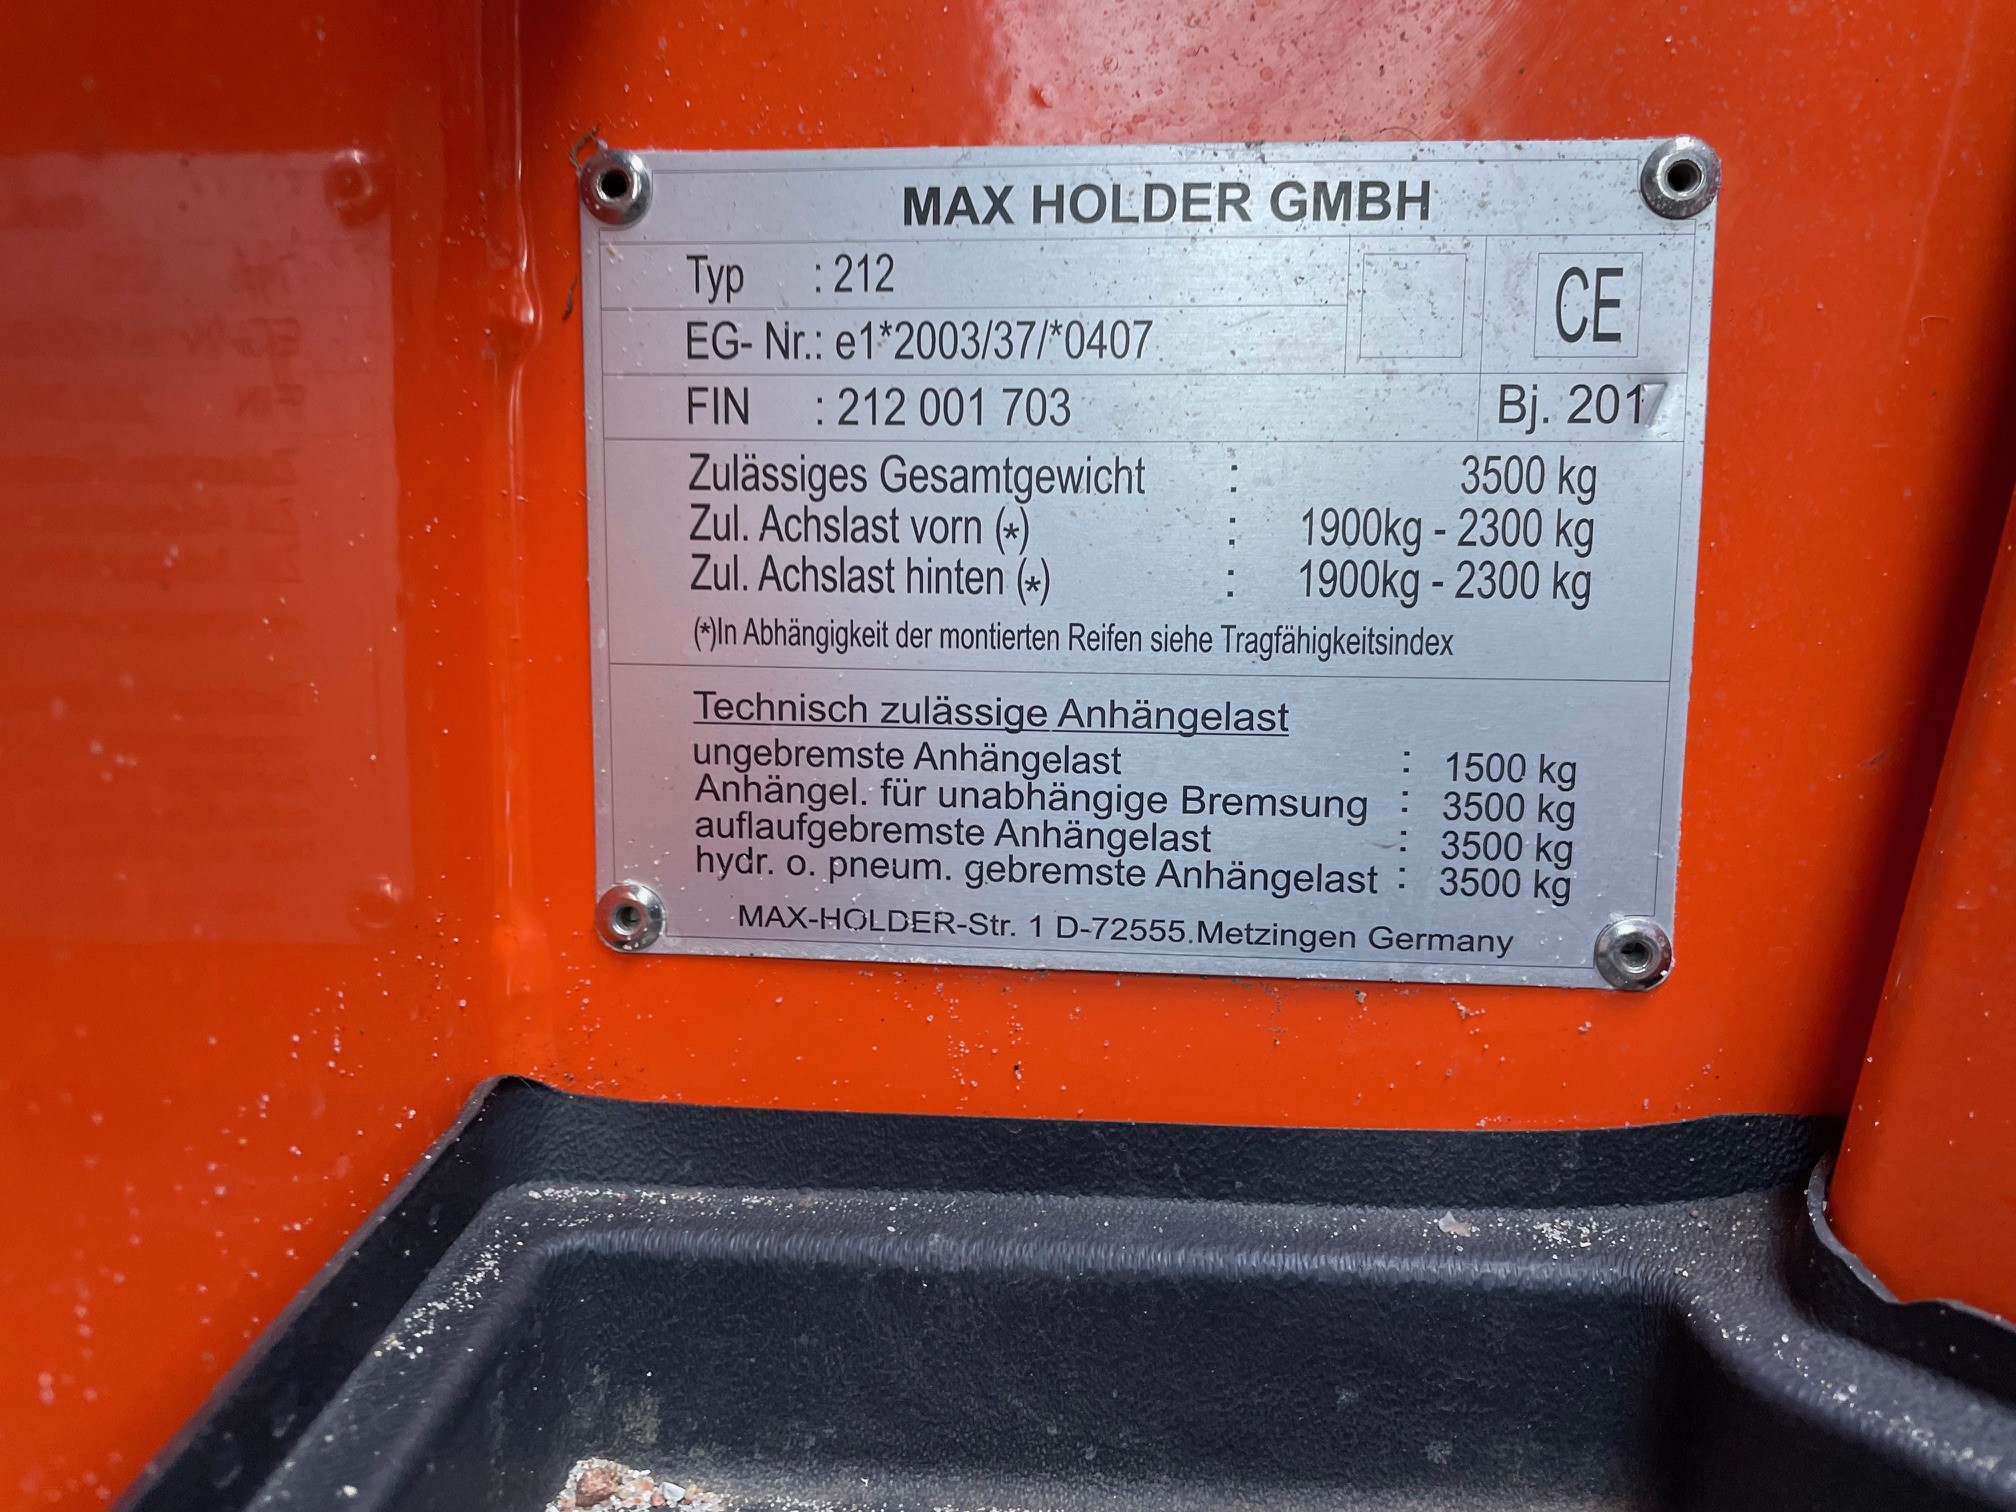 MAX HOLDER GMBH
Typ : 212
CE
EG- Nr.: e1*2003/37/*0407
FIN : 212 001 703 Bj. 2017
Zulässiges Gesamtgewicht : 3500 kg
Zul. Achslast vorn (*) : 1900kg - 2300 kg
Zul. Achslast hinten (*) : 1900kg - 2300 kg
(*)In Abhängigkeit der montierten Reifen siehe Tragfähigkeitsindex
Technisch zulässige Anhängelast
ungebremste Anhängelast : 1500 kg
Anhängel. für unabhängige Bremsung : 3500 kg
auflaufgebremste Anhängelast : 3500 kg
hydr. o. pneum. gebremste Anhängelast : 3500 kg
MAX-HOLDER-Str. 1 D-72555.Metzingen Germany